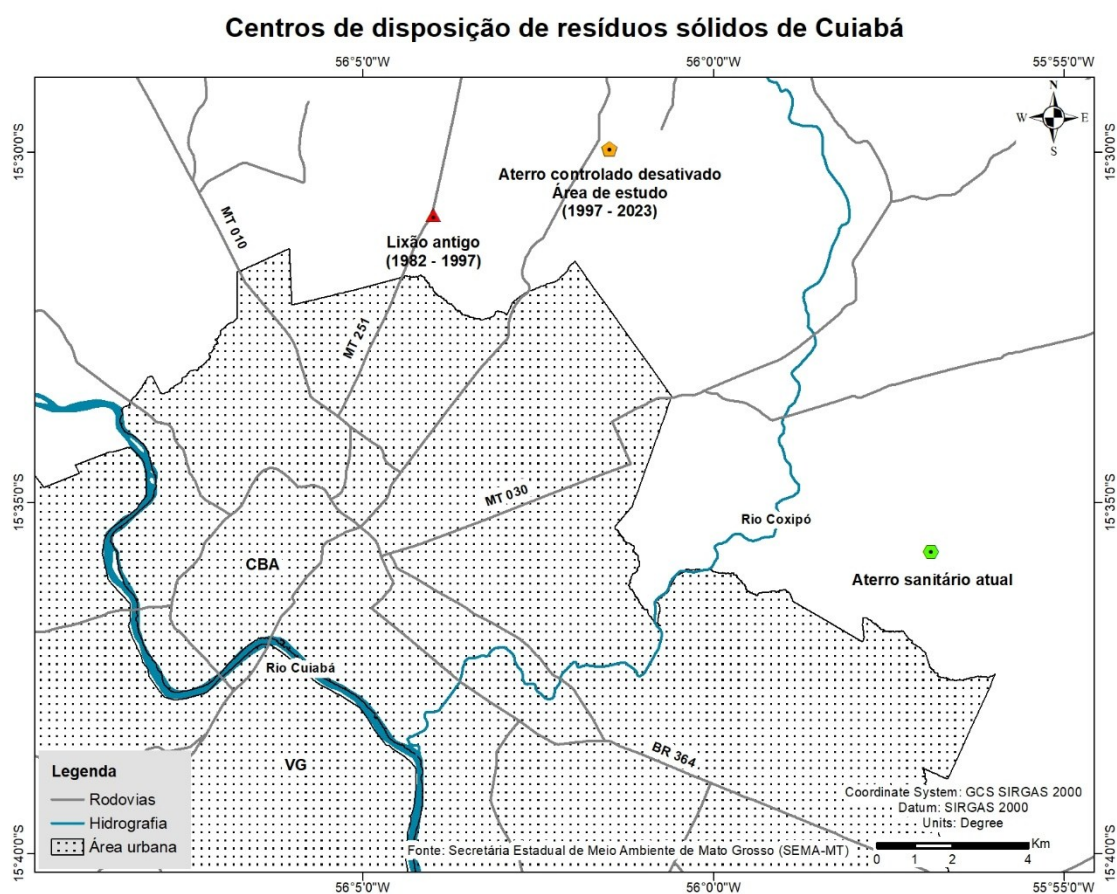 Centros de disposição de resíduos sólidos de Cuiabá
56°5'0"W
56°0'0"W
55°55'0"W
N
W
E
S
15°30'0"S
15°30'0"S
Aterro controlado desativado
Área de estudo
(1997 - 2023)
MT 010
Lixão antigo
(1982 - 1997)
MT 251
15°35'0"S
15°35'0"S
MT 030
Rio Coxipó
CBA
Aterro sanitário atual
Rio Cuiabá
BR 364
VG
Legenda
Rodovias
Hidrografia
Área urbana
Coordinate System: GCS SIRGAS 2000
Datum: SIRGAS 2000
Units: Degree
Fonte: Secretária Estadual de Meio Ambiente de Mato Grosso (SEMA-MT)
Km
0 1 2 4
15°40'0"S
15°40'0"S
56°5'0"W
56°0'0"W
55°55'0"W